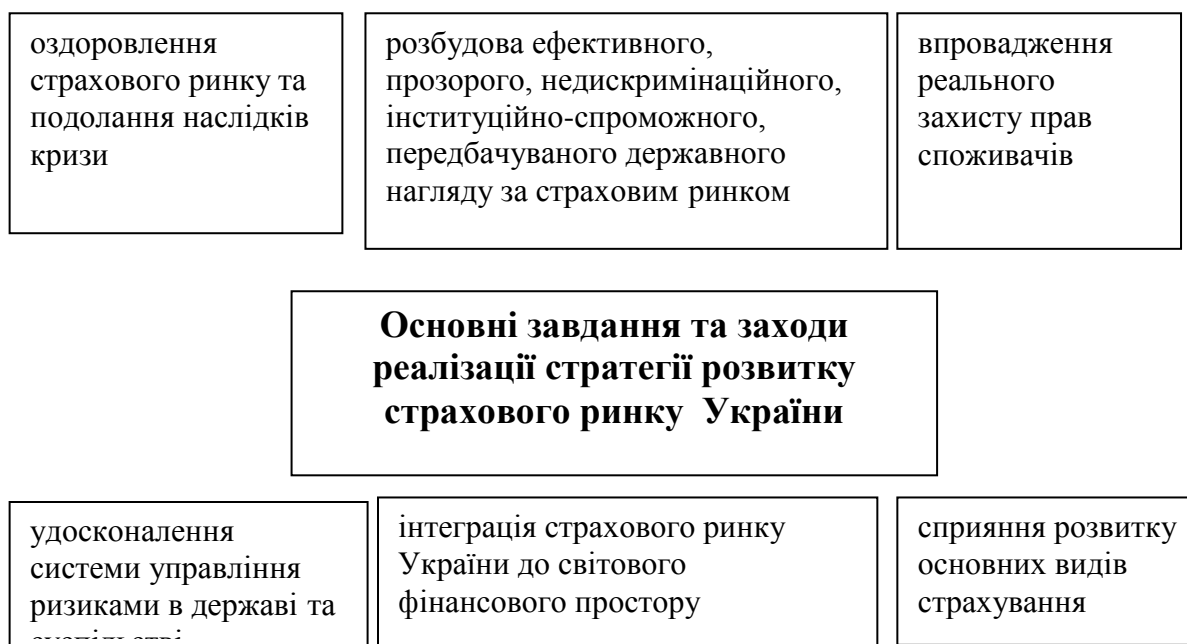 оздоровлення
страхового ринку та
подолання наслідків
кризи
розбудова ефективного,
прозорого, недискримінаційного,
інституційно-спроможного,
передбачуваного державного
нагляду за страховим ринком
впровадження
реального
захисту прав
споживачів
Основні завдання та заходи
реалізації стратегії розвитку
страхового ринку України
удосконалення
системи управління
ризиками в державі та
інтеграція страхового ринку
України до світового
фінансового простору
сприяння розвитку
основних видів
страхування